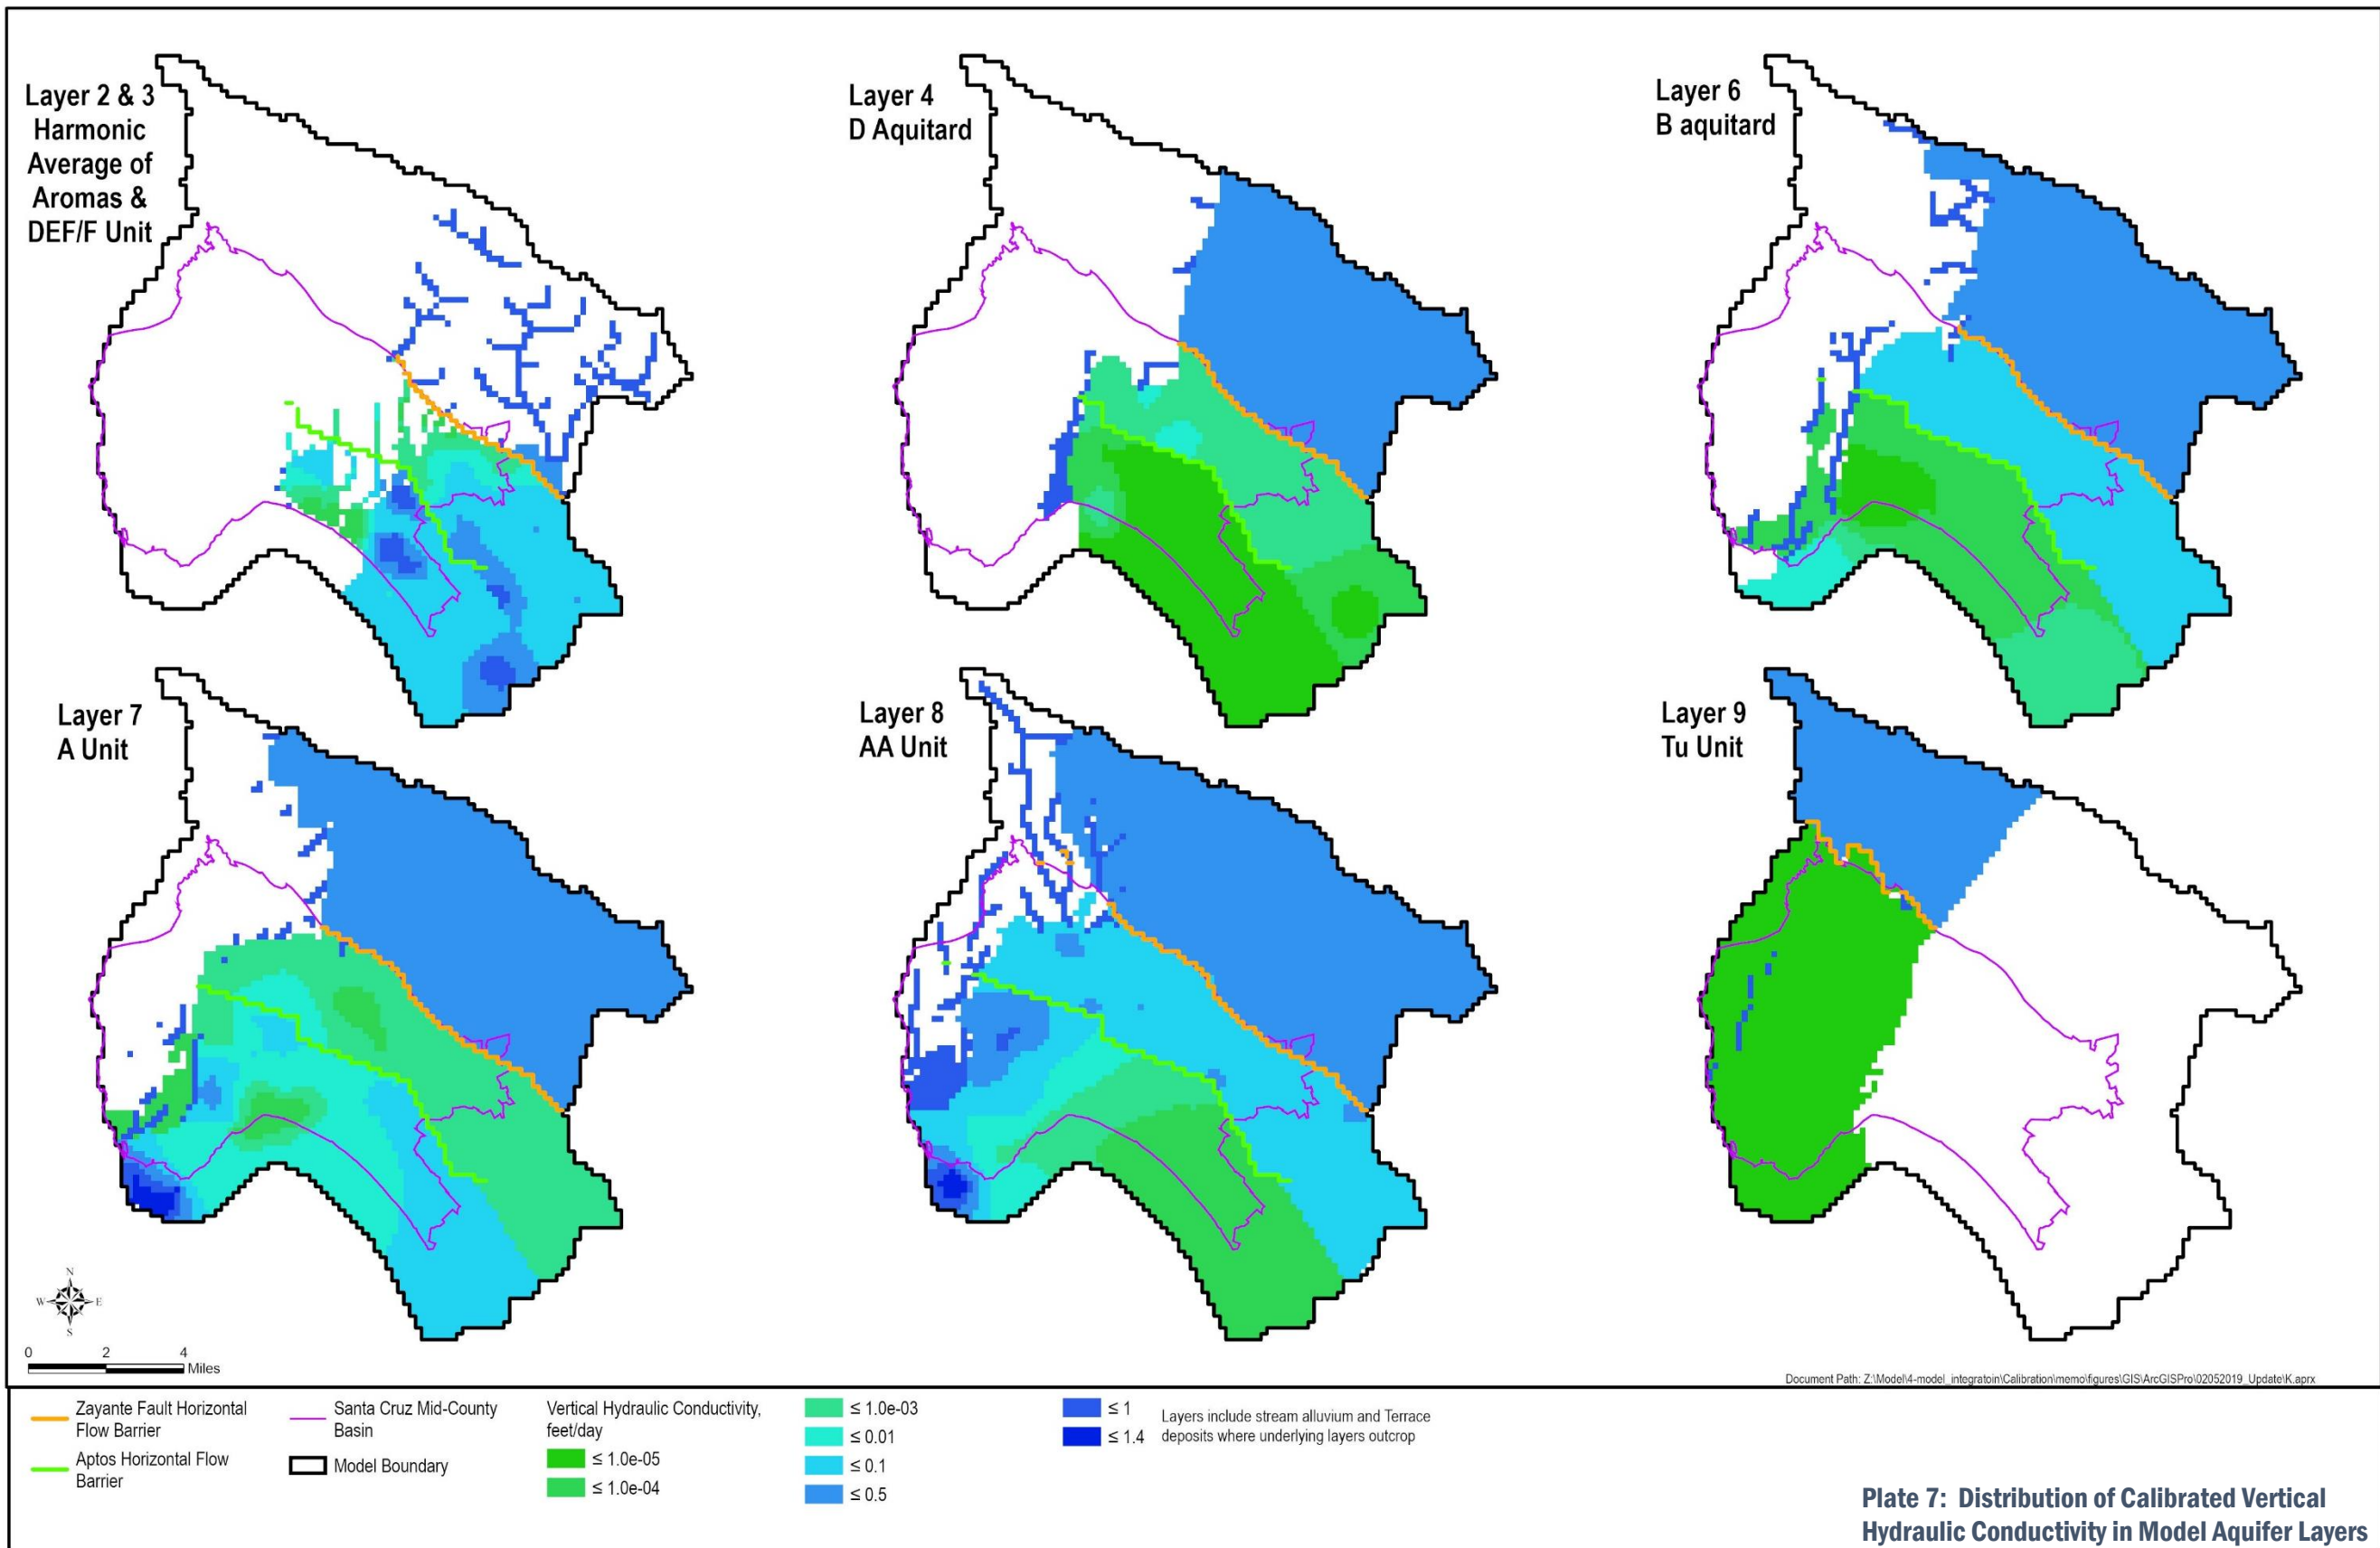 Layer 2 & 3
Harmonic
Average of
Aromas &
DEF/F Unit
Layer 4
D Aquitard
Layer 6
B aquitard
Layer 7
A Unit
Layer 8
AA Unit
Layer 9
Tu Unit
N
W E
S
0 2 4
Miles
Document Path: Z:\Model\4-model_integratoin\Calibration\memo\figures\GIS\ArcGISPro\02052019_Update\K.aprx
Zayante Fault Horizontal
Flow Barrier
Aptos Horizontal Flow
Barrier
Santa Cruz Mid-County
Basin
Model Boundary
Vertical Hydraulic Conductivity,
feet/day
≤ 1.0e-05
≤ 1.0e-04
≤ 1.0e-03
≤ 0.01
≤ 0.1
≤ 0.5
≤ 1
≤ 1.4
Layers include stream alluvium and Terrace
deposits where underlying layers outcrop
Plate 7: Distribution of Calibrated Vertical
Hydraulic Conductivity in Model Aquifer Layers